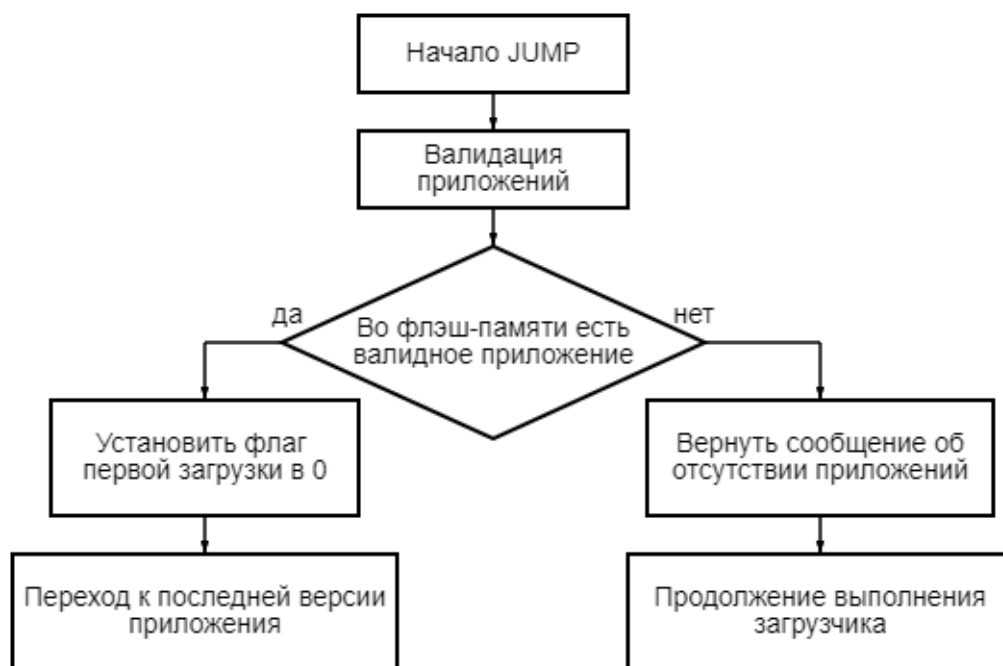 Начало JUMP
Валидация
приложений
да
нет
Во флэш-памяти есть
валидное приложение
Установить флаг
первой загрузки в 0
Вернуть сообщение об
отсутствии приложений
Переход к последней версии
приложения
Продолжение выполнения
загрузчика